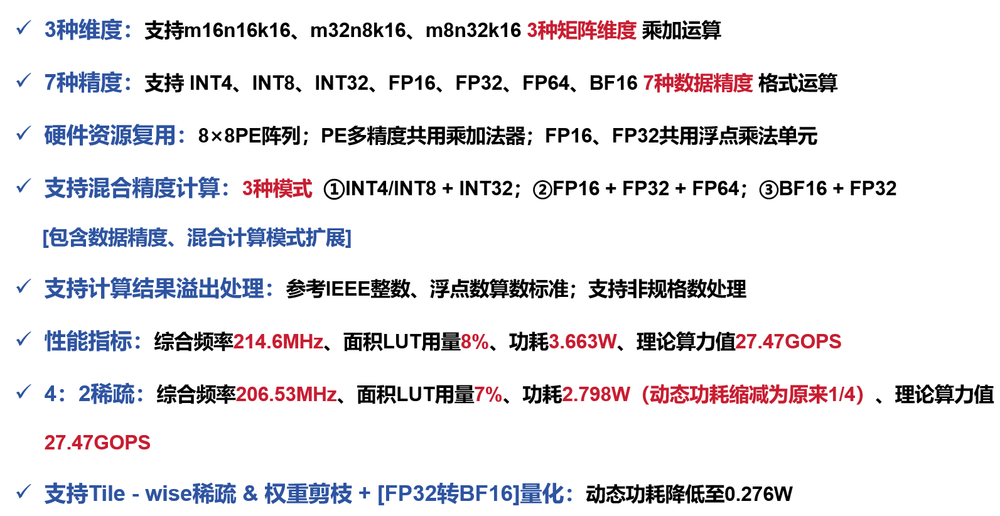 ✓ 3种维度：支持m16n16k16、m32n8k16、m8n32k16 3种矩阵维度 乘加运算
✓ 7种精度：支持 INT4、INT8、INT32、FP16、FP32、FP64、BF16 7种数据精度 格式运算
✓ 硬件资源复用：8×8PE阵列；PE多精度共用乘加法器；FP16、FP32共用浮点乘法单元
✓ 支持混合精度计算：3种模式 ①INT4/INT8 + INT32；②FP16 + FP32 + FP64；③BF16 + FP32
[包含数据精度、混合计算模式扩展]
✓ 支持计算结果溢出处理：参考IEEE整数、浮点数算数标准；支持非规格数处理
✓ 性能指标：综合频率214.6MHz、面积LUT用量8%、功耗3.663W、理论算力值27.47GOPS
✓ 4：2稀疏：综合频率206.53MHz、面积LUT用量7%、功耗2.798W（动态功耗缩减为原来1/4）、理论算力值
27.47GOPS
✓ 支持Tile - wise稀疏 & 权重剪枝 + [FP32转BF16]量化：动态功耗降低至0.276W